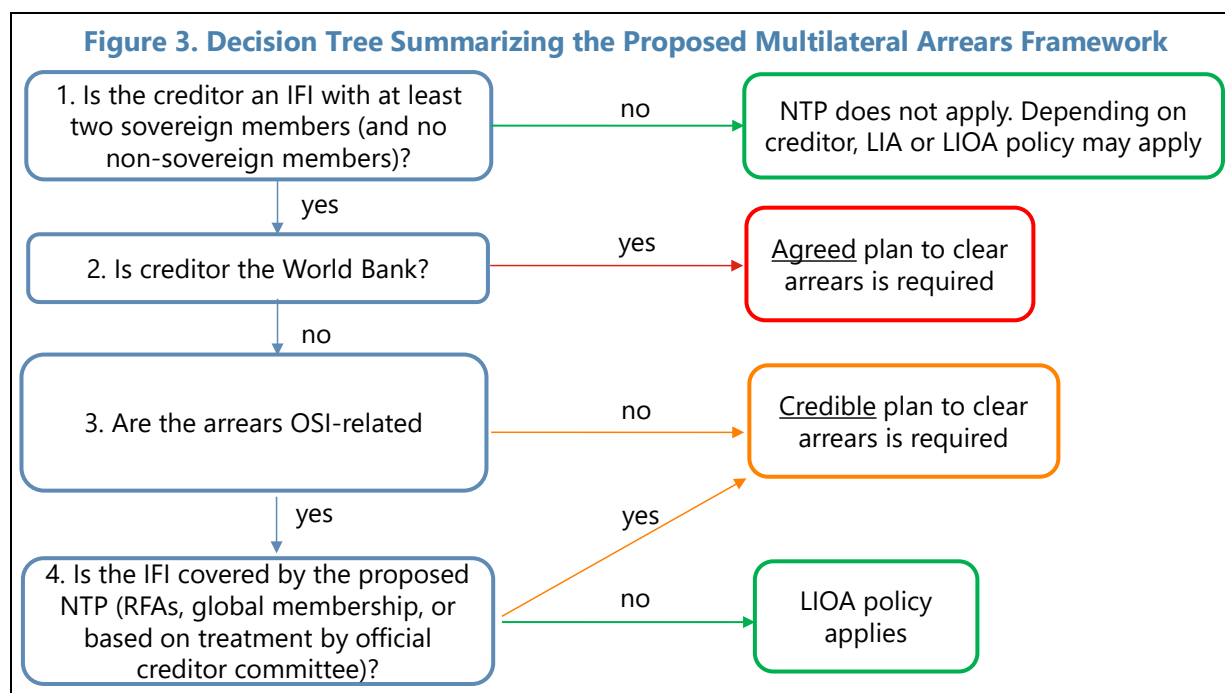 Figure 3. Decision Tree Summarizing the Proposed Multilateral Arrears Framework
1. Is the creditor an IFI with at least
two sovereign members (and no
non-sovereign members)?
no
NTP does not apply. Depending on
creditor, LIA or LIOA policy may apply
yes
2. Is creditor the World Bank?
yes
Agreed plan to clear
arrears is required
no
3. Are the arrears OSI-related
no
Credible plan to clear
arrears is required
yes
yes
4. Is the IFI covered by the proposed
NTP (RFAs, global membership, or
based on treatment by official
creditor committee)?
no
LIOA policy
applies